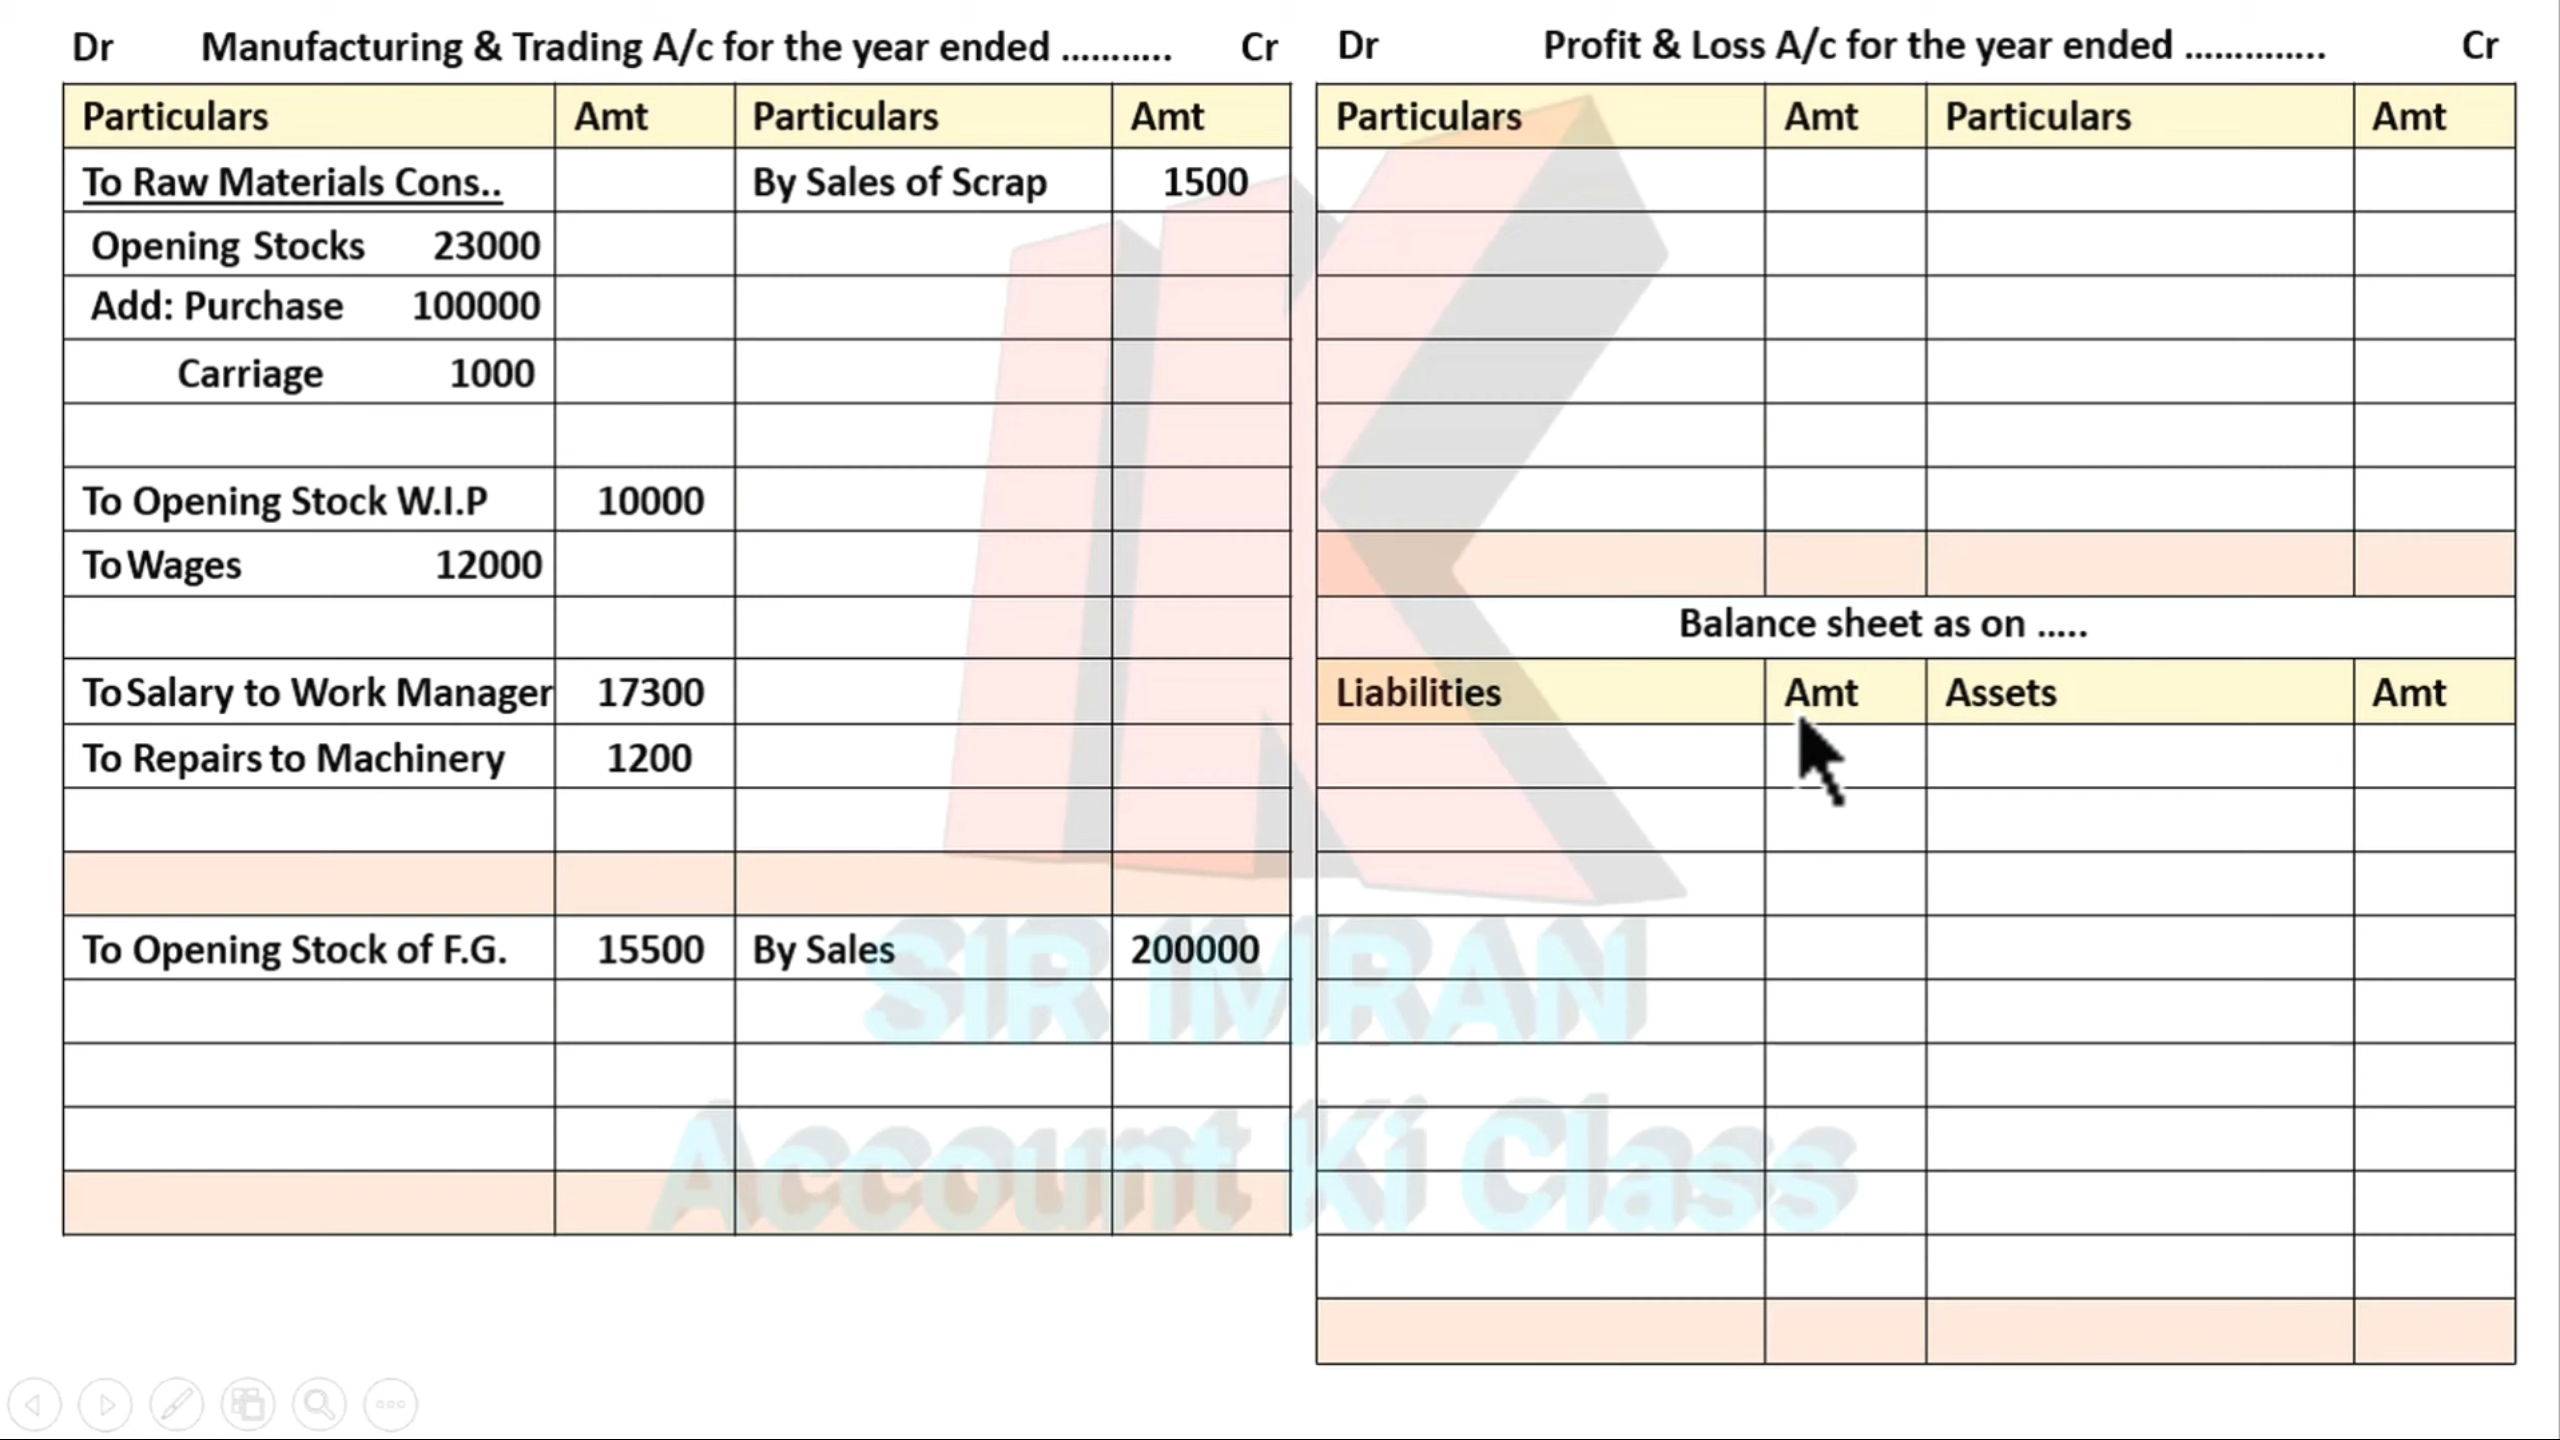 Dr Manufacturing & Trading A/c for the year ended ........... Cr
Particulars Amt Particulars Amt
To Raw Materials Cons.. By Sales of Scrap 1500
Opening Stocks 23000
Add: Purchase 100000
Carriage 1000
To Opening Stock W.I.P 10000
To Wages 12000
To Salary to Work Manager 17300
To Repairs to Machinery 1200
To Opening Stock of F.G. 15500 By Sales 200000
Dr Profit & Loss A/c for the year ended .............. Cr
Particulars Amt Particulars Amt
Balance sheet as on .....
Liabilities Amt Assets Amt
SIR IMRAN
Account Ki Class